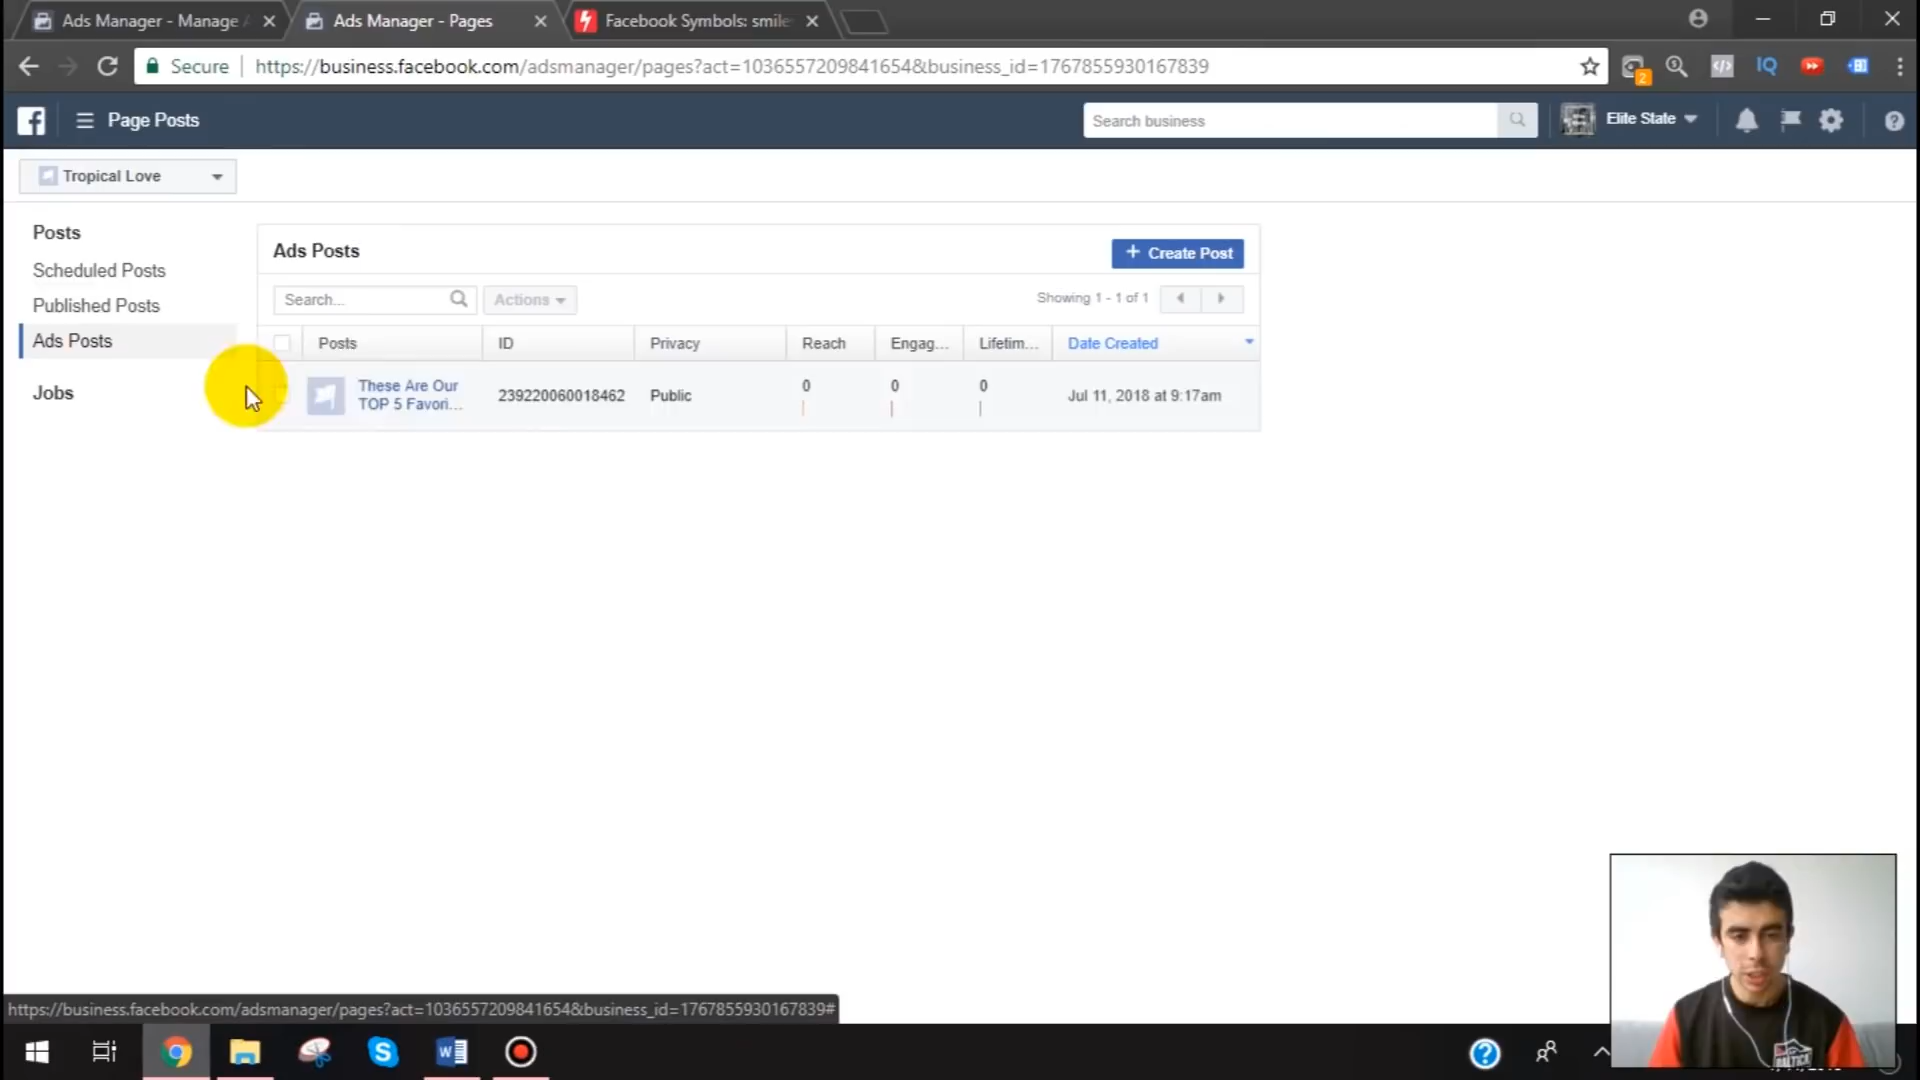 Ads Manager - Manage A
Ads Manager - Pages
Facebook Symbols: smile
Secure
https://business.facebook.com/adsmanager/pages?act=1036557209841654&business_id=1767855930167839
2
IQ
Page Posts
Search business
Elite State
Tropical Love
Posts
Scheduled Posts
Published Posts
Ads Posts
Jobs
Ads Posts
+ Create Post
Search...
Actions
Showing 1 - 1 of 1
Posts
ID
Privacy
Reach
Engag...
Lifetim...
Date Created
These Are Our
TOP 5 Favori...
239220060018462
Public
0
0
0
Jul 11, 2018 at 9:17am
https://business.facebook.com/adsmanager/pages?act=1036557209841654&business_id=1767855930167839#
BALTICK